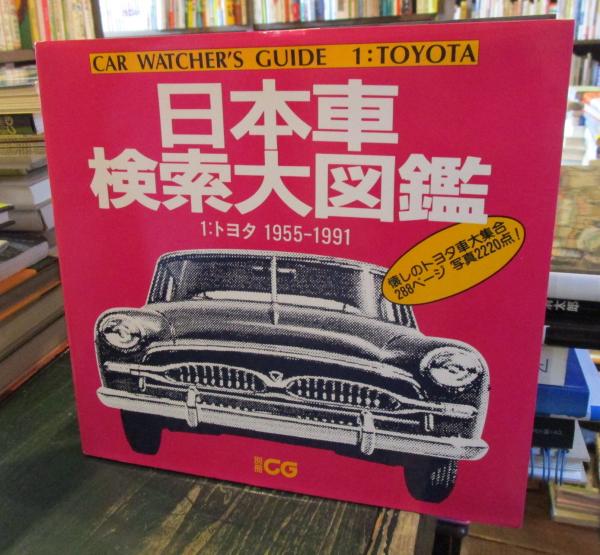 CAR WATCHER'S GUIDE 1:TOYOTA
日本車
検索大図鑑
1:トヨタ 1955-1991
懐しのトヨタ車大集合
288ページ 写真2220点!
別冊CG
太郎